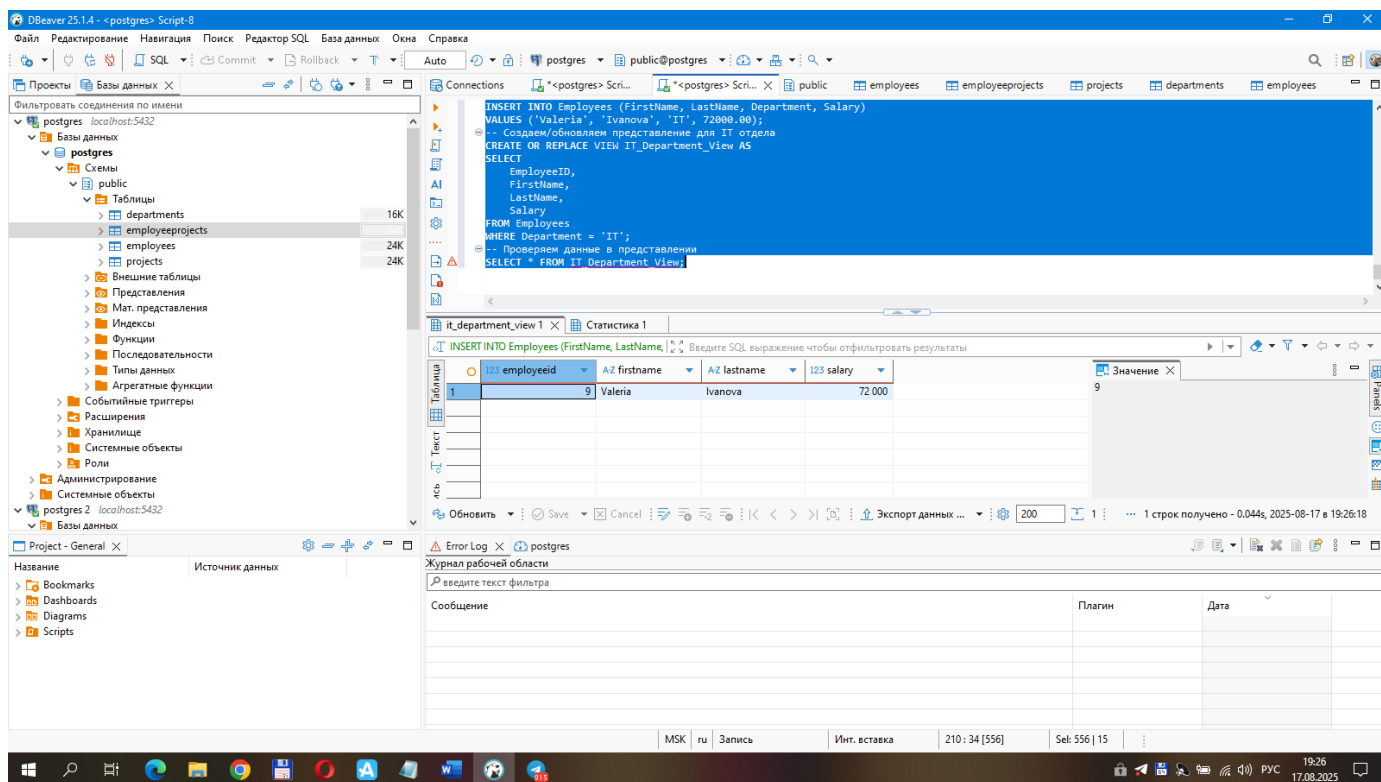 DBeaver 25.1.4 - <postgres> Script-8
Файл Редактирование Навигация Поиск Редактор SQL База данных Окна Справка
SQL Commit Rollback T Auto postgres public@postgres
Проекты Базы данных
Connections *<postgres> Scri... *<postgres> Scri... public employees employeeprojects projects departments employees
Фильтровать соединения по имени
postgres localhost:5432
Базы данных
postgres
Схемы
public
Таблицы
departments 16K
employeeprojects
employees 24K
projects 24K
Внешние таблицы
Представления
Мат. представления
Индексы
Функции
Последовательности
Типы данных
Агрегатные функции
Событийные триггеры
Расширения
Хранилище
Системные объекты
Роли
Администрирование
Системные объекты
postgres 2 localhost:5432
Базы данных
AI
INSERT INTO Employees (FirstName, LastName, Department, Salary)
VALUES ('Valeria', 'Ivanova', 'IT', 72000.00);
-- Создаем/обновляем представление для IT отдела
CREATE OR REPLACE VIEW IT_Department_View AS
SELECT
EmployeeID,
FirstName,
LastName,
Salary
FROM Employees
WHERE Department = 'IT';
-- Проверяем данные в представлении
SELECT * FROM IT_Department_View;
it_department_view 1 Статистика 1
INSERT INTO Employees (FirstName, LastName, Введите SQL выражение чтобы отфильтровать результаты
Таблица
Текст
123 employeeid A-Z firstname A-Z lastname 123 salary
1 9 Valeria Ivanova 72 000
Значение
9
Panels
Обновить Save Cancel Экспорт данных ... 200 1 ... 1 строк получено - 0.044s, 2025-08-17 в 19:26:18
Project - General
Название Источник данных
Bookmarks
Dashboards
Diagrams
Scripts
Error Log postgres
Журнал рабочей области
введите текст фильтра
Сообщение Плагин Дата
MSK ru Запись Инт. вставка 210 : 34 [556] Sel: 556 | 15
РУС 19:26
17.08.2025